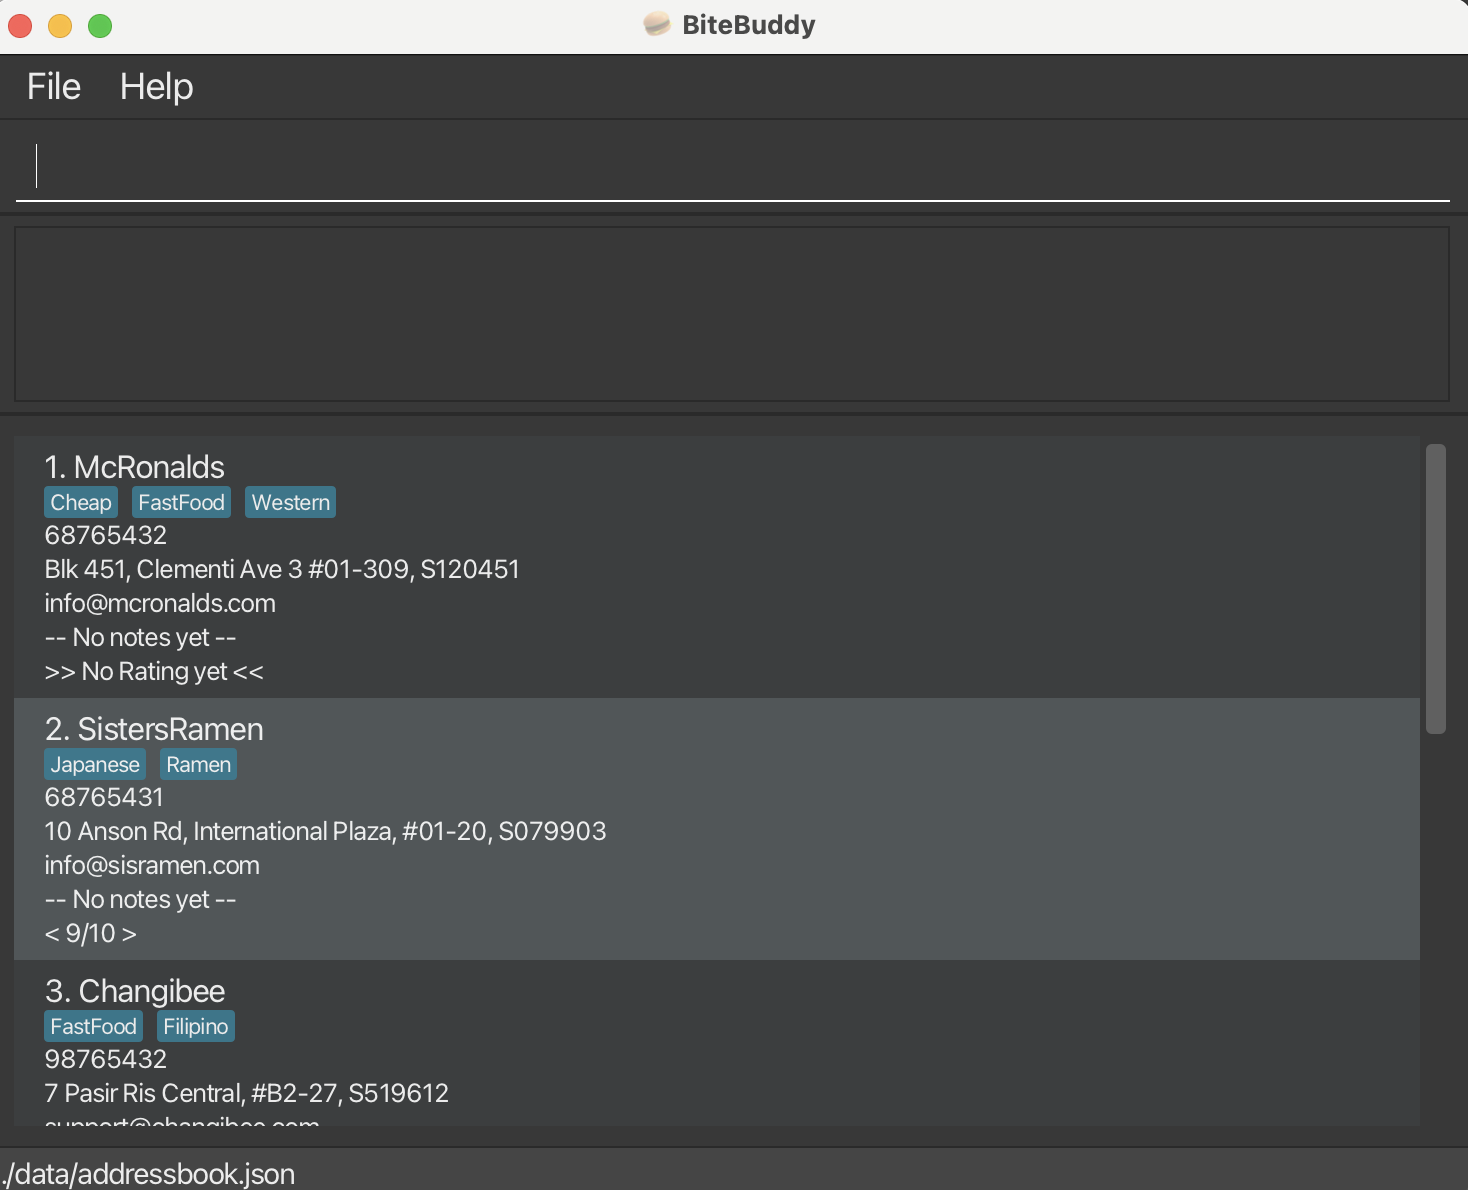 BiteBuddy
File Help
1. McRonalds
Cheap FastFood Western
68765432
Blk 451, Clementi Ave 3 #01-309, S120451
info@mcronalds.com
-- No notes yet --
>> No Rating yet <<
2. SistersRamen
Japanese Ramen
68765431
10 Anson Rd, International Plaza, #01-20, S079903
info@sisramen.com
-- No notes yet --
< 9/10 >
3. Changibee
FastFood Filipino
98765432
7 Pasir Ris Central, #B2-27, S519612
support@changibee.com
./data/addressbook.json